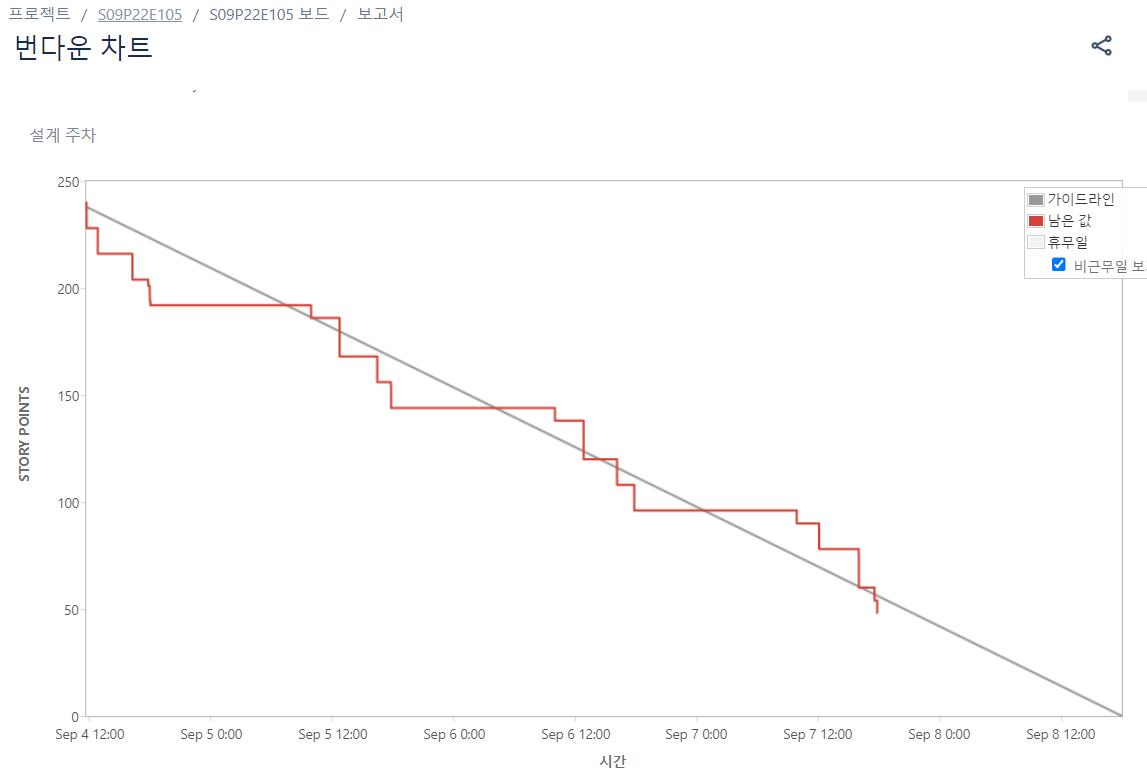 프로젝트 / S09P22E105 / S09P22E105 보드 / 보고서
번다운 차트
설계 주차
가이드라인
남은 값
휴무일
비근무일
250
200
150
100
50
0
STORY POINTS
Sep 4 12:00 Sep 5 0:00 Sep 5 12:00 Sep 6 0:00 Sep 6 12:00 Sep 7 0:00 Sep 7 12:00 Sep 8 0:00 Sep 8 12:00
시간